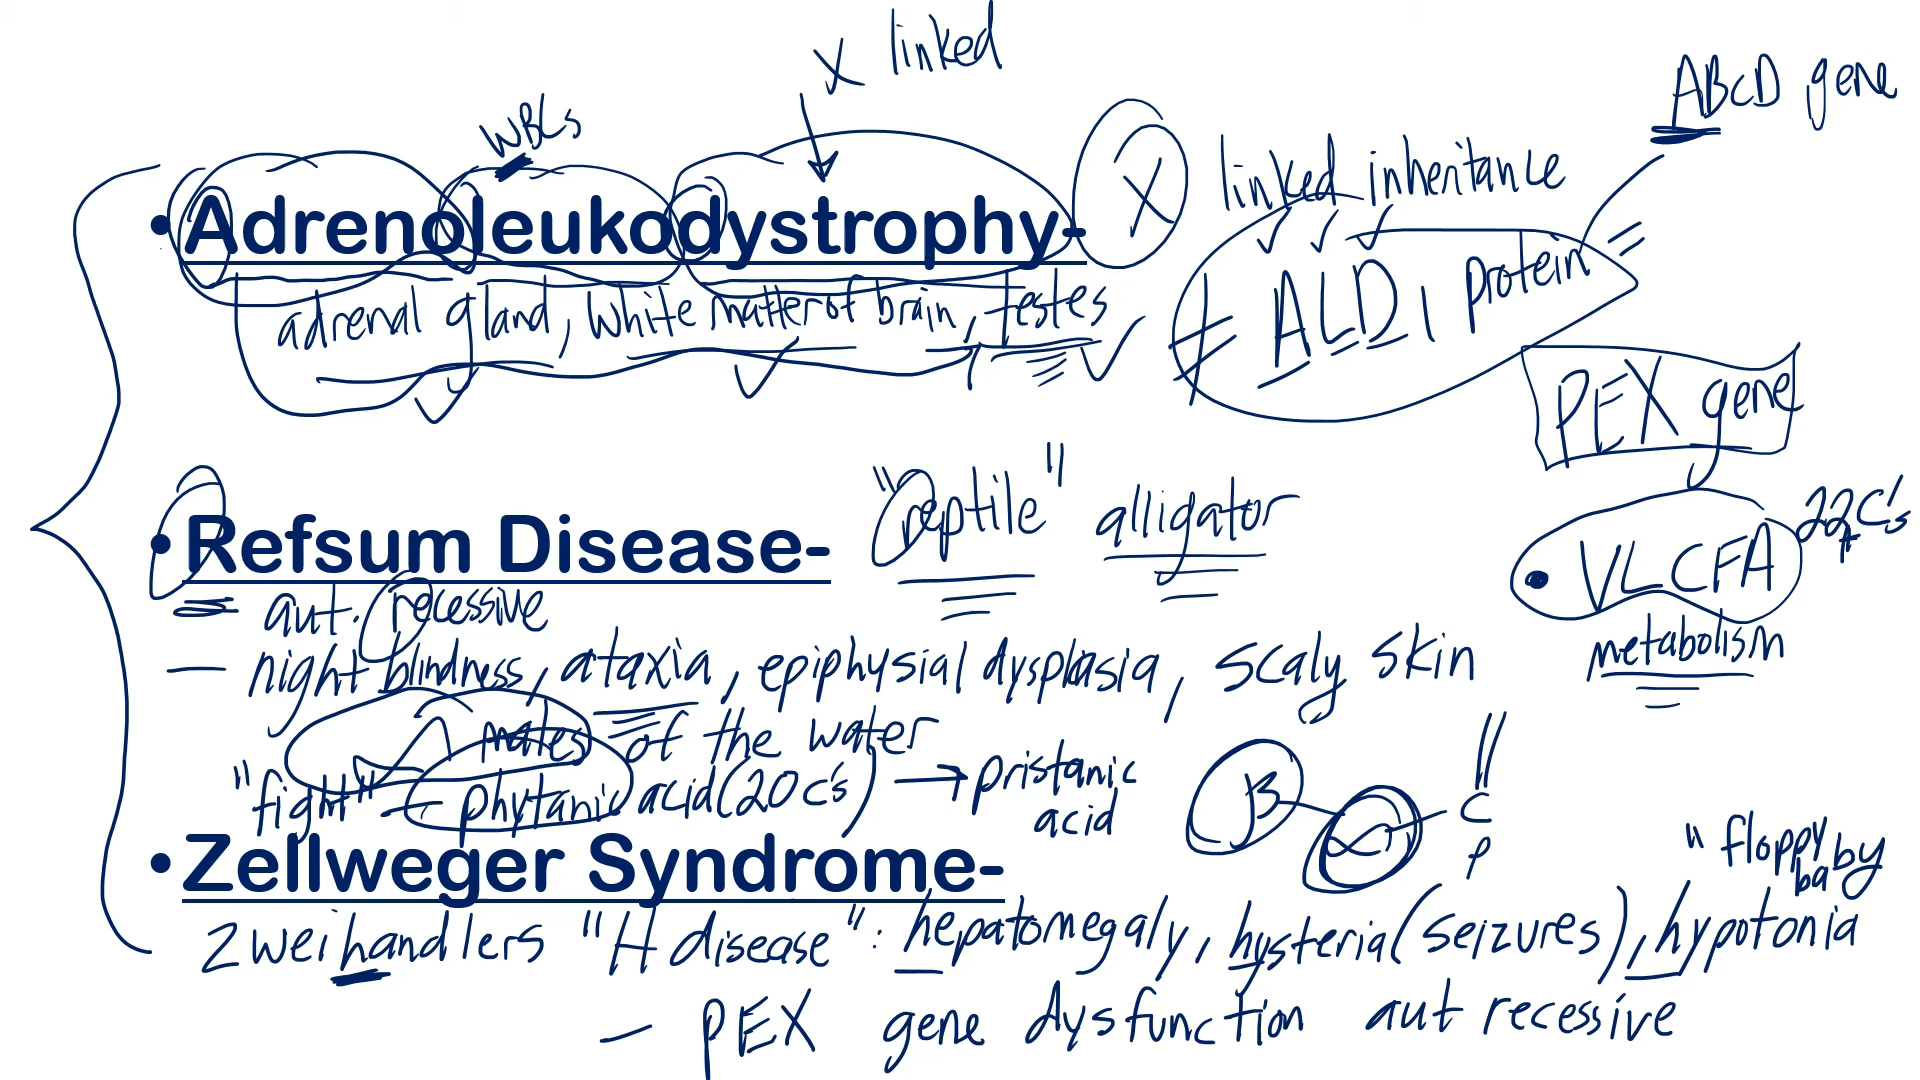 X linked
ABCD gene
WBCs
• Adrenoleukodystrophy-
X linked inheritance
adrenal gland, white matter of brain, testes
≠ ALD1 protein
PEX gene
• Refsum Disease-
"reptile" alligator
• VLCFA 22 C's
metabolism
aut. recessive
— night blindness, ataxia, epiphysial dysplasia, scaly skin
mates of the water
"fight" phytanic acid (20 C's) → pristanic
acid
β α C
• Zellweger Syndrome-
"floppy
baby
Zweihandlers "H disease": hepatomegaly, hysteria (seizures), hypotonia
— PEX gene dysfunction aut recessive